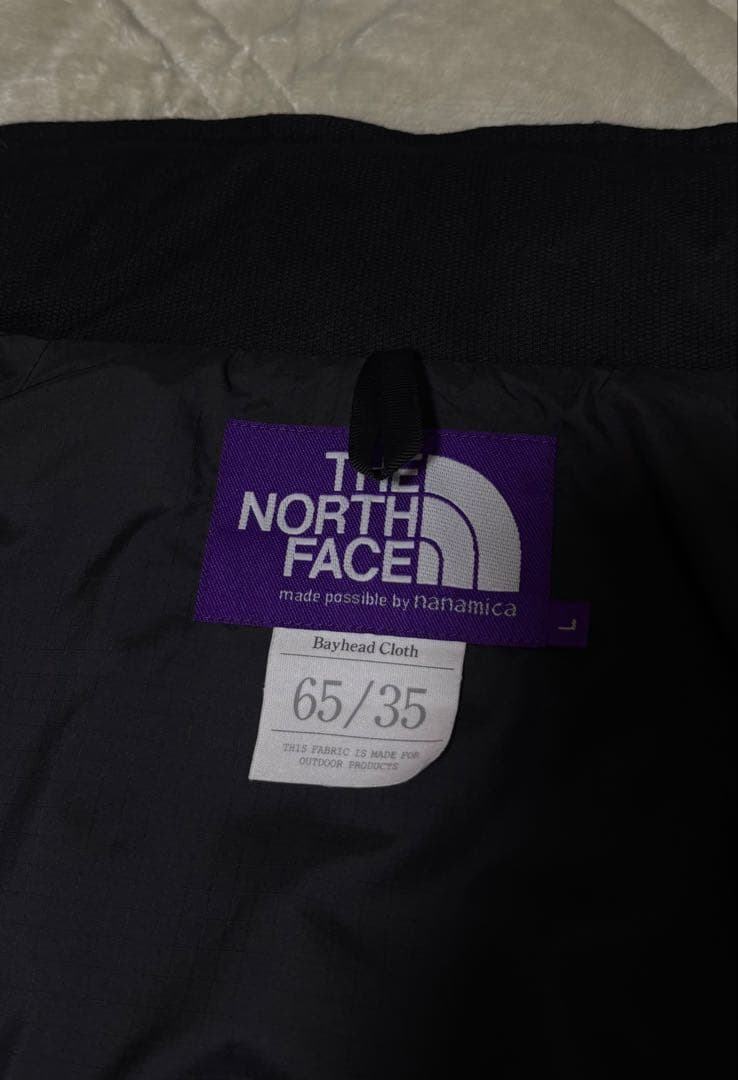 THE
NORTH
FACE
made possible by nanamica
L
Bayhead Cloth
65/35
THIS FABRIC IS MADE FOR
OUTDOOR PRODUCTS